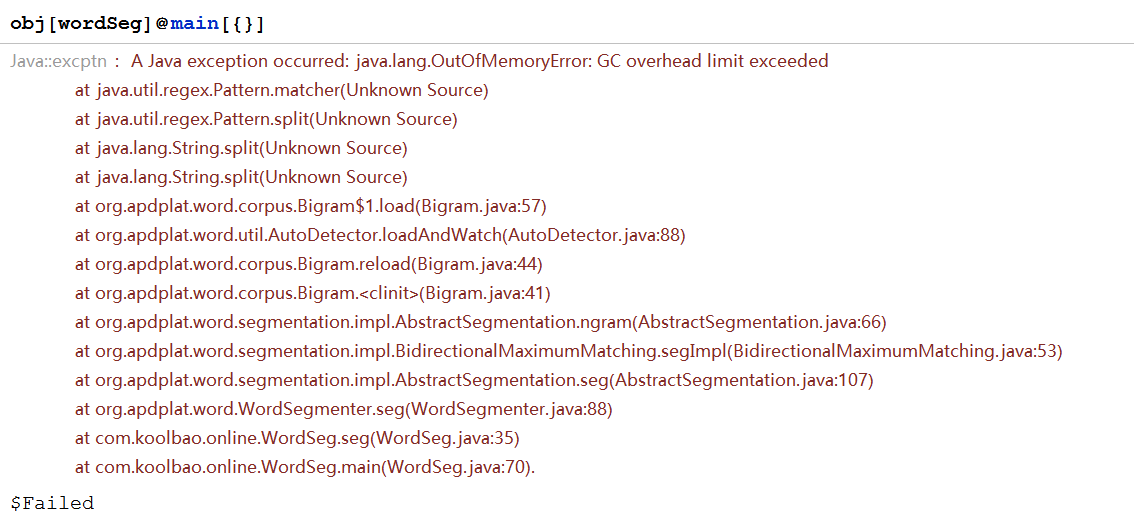 obj[wordSeg]@main[{}]
Java::excptn : A Java exception occurred: java.lang.OutOfMemoryError: GC overhead limit exceeded
at java.util.regex.Pattern.matcher(Unknown Source)
at java.util.regex.Pattern.split(Unknown Source)
at java.lang.String.split(Unknown Source)
at java.lang.String.split(Unknown Source)
at org.apdplat.word.corpus.Bigram$1.load(Bigram.java:57)
at org.apdplat.word.util.AutoDetector.loadAndWatch(AutoDetector.java:88)
at org.apdplat.word.corpus.Bigram.reload(Bigram.java:44)
at org.apdplat.word.corpus.Bigram.<clinit>(Bigram.java:41)
at org.apdplat.word.segmentation.impl.AbstractSegmentation.ngram(AbstractSegmentation.java:66)
at org.apdplat.word.segmentation.impl.BidirectionalMaximumMatching.segImpl(BidirectionalMaximumMatching.java:53)
at org.apdplat.word.segmentation.impl.AbstractSegmentation.seg(AbstractSegmentation.java:107)
at org.apdplat.word.WordSegmenter.seg(WordSegmenter.java:88)
at com.koolbao.online.WordSeg.seg(WordSeg.java:35)
at com.koolbao.online.WordSeg.main(WordSeg.java:70).
$Failed